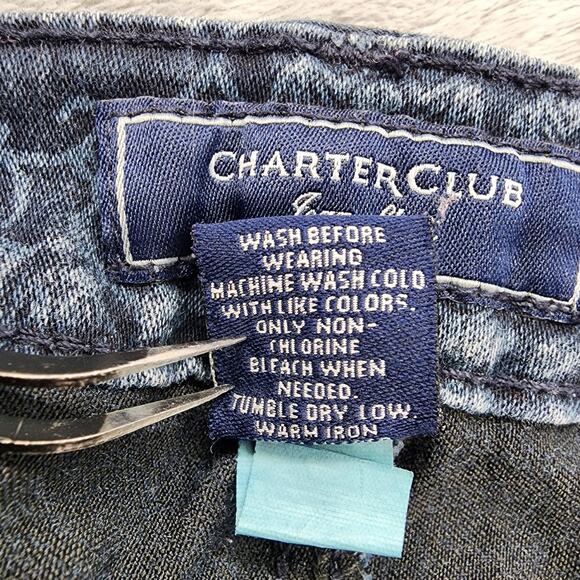 CHARTER CLUB
WASH BEFORE
WEARING
MACHINE WASH COLD
WITH LIKE COLORS.
ONLY NON-
CHLORINE
BLEACH WHEN
NEEDED.
TUMBLE DRY LOW.
WARM IRON